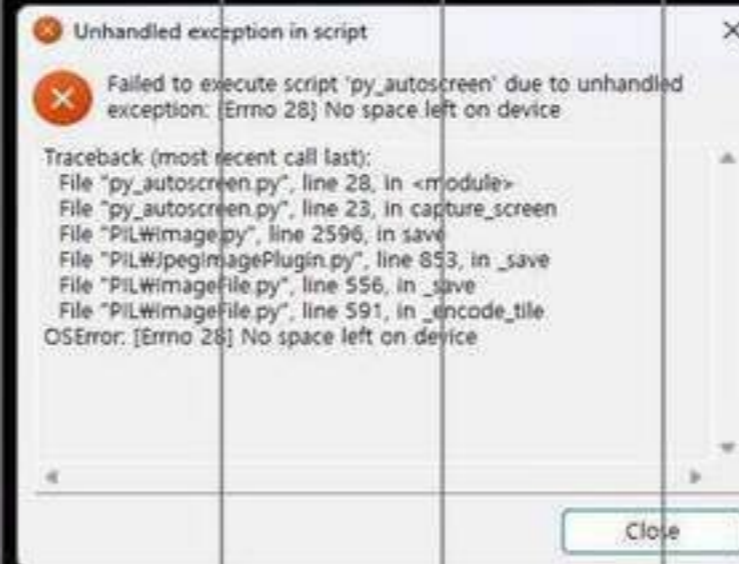 Unhandled exception in script
Failed to execute script 'py_autoscreen' due to unhandled
exception: [Errno 28] No space left on device
Traceback (most recent call last):
File "py_autoscreen.py", line 28, in <module>
File "py_autoscreen.py", line 23, in capture_screen
File "PIL₩Image.py", line 2596, in save
File "PIL₩JpegImagePlugin.py", line 853, in _save
File "PIL₩ImageFile.py", line 556, in _save
File "PIL₩ImageFile.py", line 591, in _encode_tile
OSError: [Errno 28] No space left on device
Close